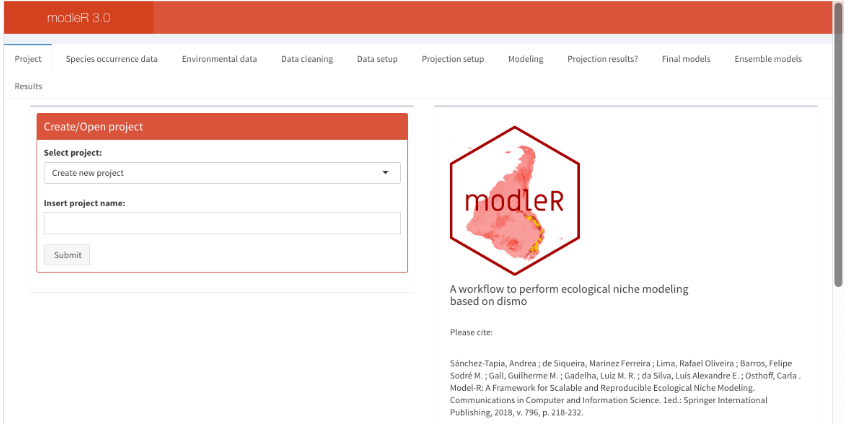 modleR 3.0
Project Species occurrence data Environmental data Data cleaning Data setup Projection setup Modeling Projection results? Final models Ensemble models
Results
Create/Open project
Select project:
Create new project
Insert project name:
Submit
modleR
A workflow to perform ecological niche modeling
based on dismo
Please cite:
Sánchez-Tapia, Andrea ; de Siqueira, Marinez Ferreira ; Lima, Rafael Oliveira ; Barros, Felipe
Sodré M. ; Gall, Guilherme M. ; Gadelha, Luiz M. R. ; da Silva, Luís Alexandre E. ; Osthoff, Carla .
Model-R: A Framework for Scalable and Reproducible Ecological Niche Modeling.
Communications in Computer and Information Science. 1ed.: Springer International
Publishing, 2018, v. 796, p. 218-232.